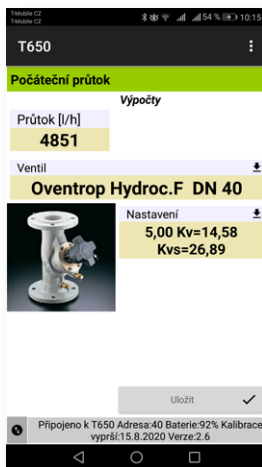 T-Mobile CZ
T-Mobile CZ
54 % 10:15
T650
Počáteční průtok
Výpočty
Průtok [l/h]
4851
Ventil
Oventrop Hydroc.F DN 40
Nastavení
5,00 Kv=14,58
Kvs=26,89
Uložit
Připojeno k T650 Adresa:40 Baterie:92% Kalibrace
vyprší:15.8.2020 Verze:2.6